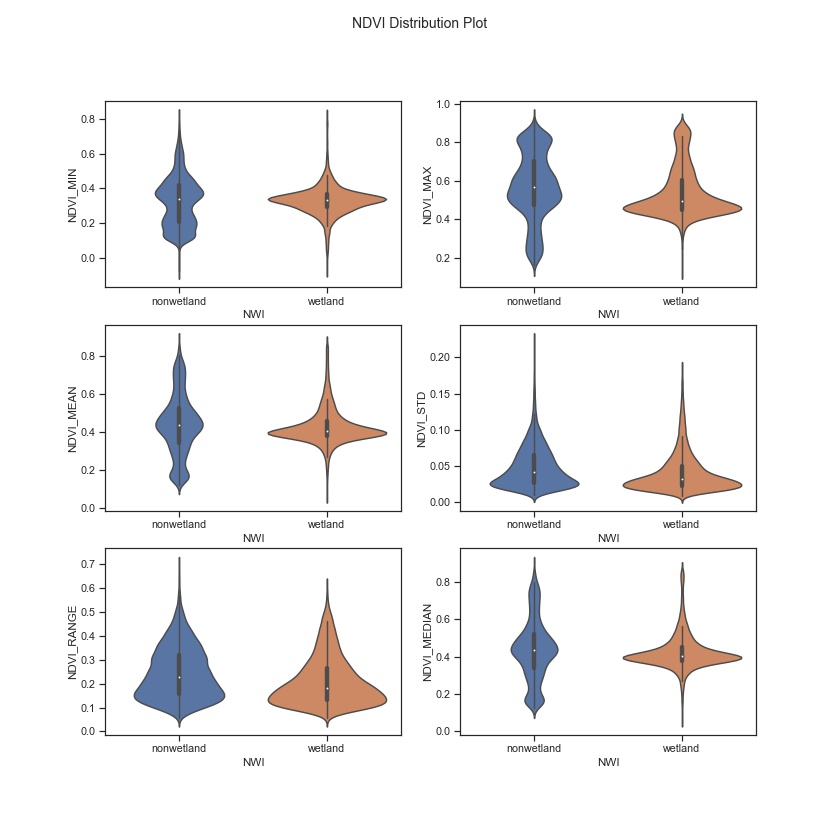 NDVI Distribution Plot
NDVI_MIN
0.8
0.6
0.4
0.2
0.0
nonwetland wetland
NWI
NDVI_MAX
1.0
0.8
0.6
0.4
0.2
nonwetland wetland
NWI
NDVI_MEAN
0.8
0.6
0.4
0.2
0.0
nonwetland wetland
NWI
NDVI_STD
0.20
0.15
0.10
0.05
0.00
nonwetland wetland
NWI
NDVI_RANGE
0.7
0.6
0.5
0.4
0.3
0.2
0.1
0.0
nonwetland wetland
NWI
NDVI_MEDIAN
0.8
0.6
0.4
0.2
0.0
nonwetland wetland
NWI